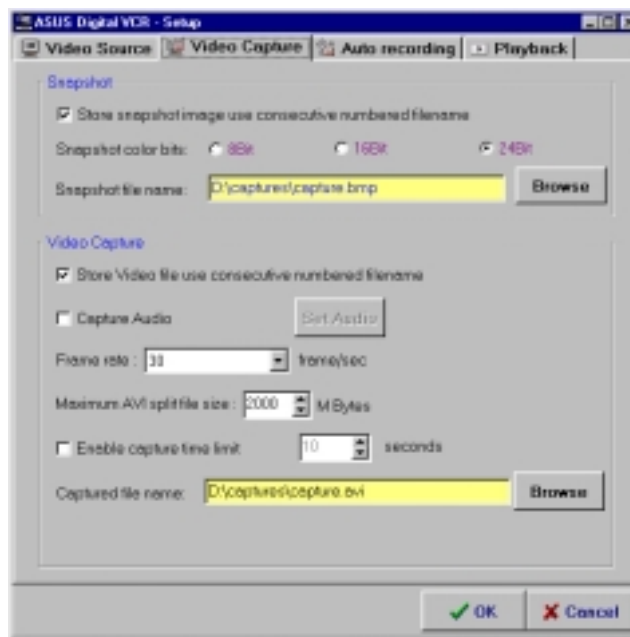 ASUS Digital VCR - Setup
Video Source Video Capture Auto recording Playback
Snapshot
Store snapshot image use consecutive numbered filename
Snapshot color bits: 8Bit 16Bit 24Bit
Snapshot file name: D:\captures\capture.bmp Browse
Video Capture
Store Video file use consecutive numbered filename
Capture Audio Set Audio
Frame rate : 30 frame/sec
Maximum AVI split file size : 2000 M Bytes
Enable capture time limit 10 seconds
Captured file name: D:\captures\capture.avi Browse
OK Cancel